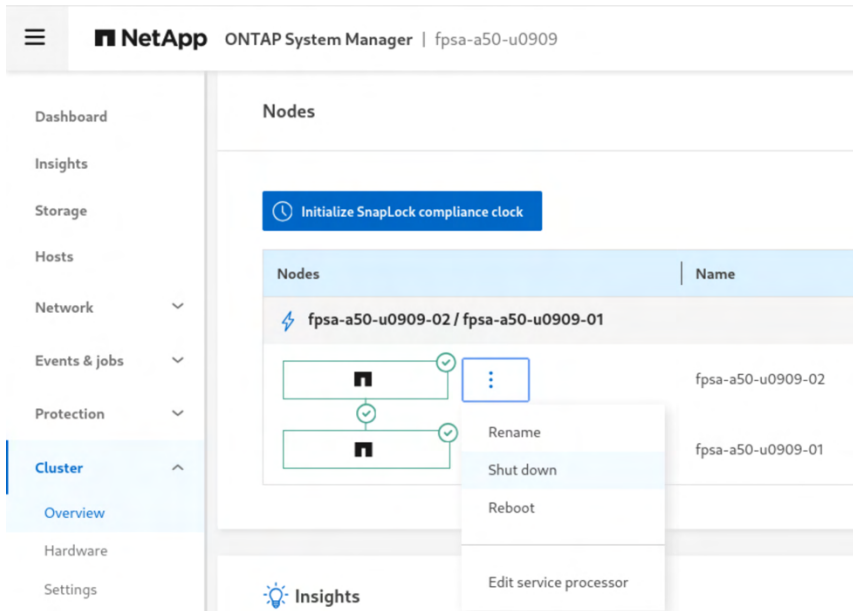 NetApp ONTAP System Manager | fpsa-a50-u0909
Dashboard
Insights
Storage
Hosts
Network
Events & jobs
Protection
Cluster
Overview
Hardware
Settings
Nodes
Initialize SnapLock compliance clock
Nodes Name
fpsa-a50-u0909-02 / fpsa-a50-u0909-01
fpsa-a50-u0909-02
fpsa-a50-u0909-01
Rename
Shut down
Reboot
Edit service processor
Insights